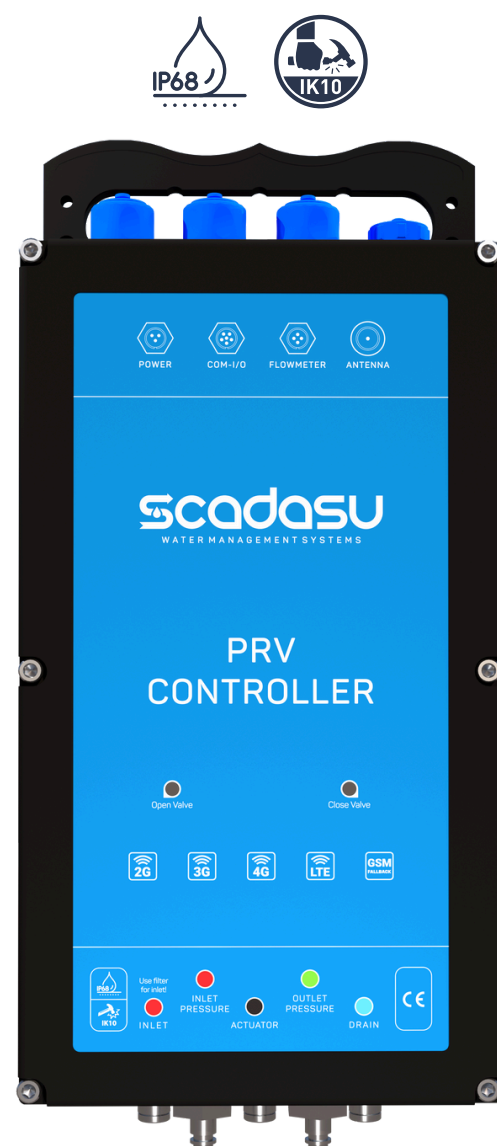 IP68
IK10
POWER
COM-I/O
FLOWMETER
ANTENNA
scadasu
WATER MANAGEMENT SYSTEMS
PRV
CONTROLLER
Open Valve
Close Valve
2G
3G
4G
LTE
GSM
FALLBACK
IP68
IK10
Use filter
for inlet!
INLET
INLET
PRESSURE
ACTUATOR
OUTLET
PRESSURE
DRAIN
CE